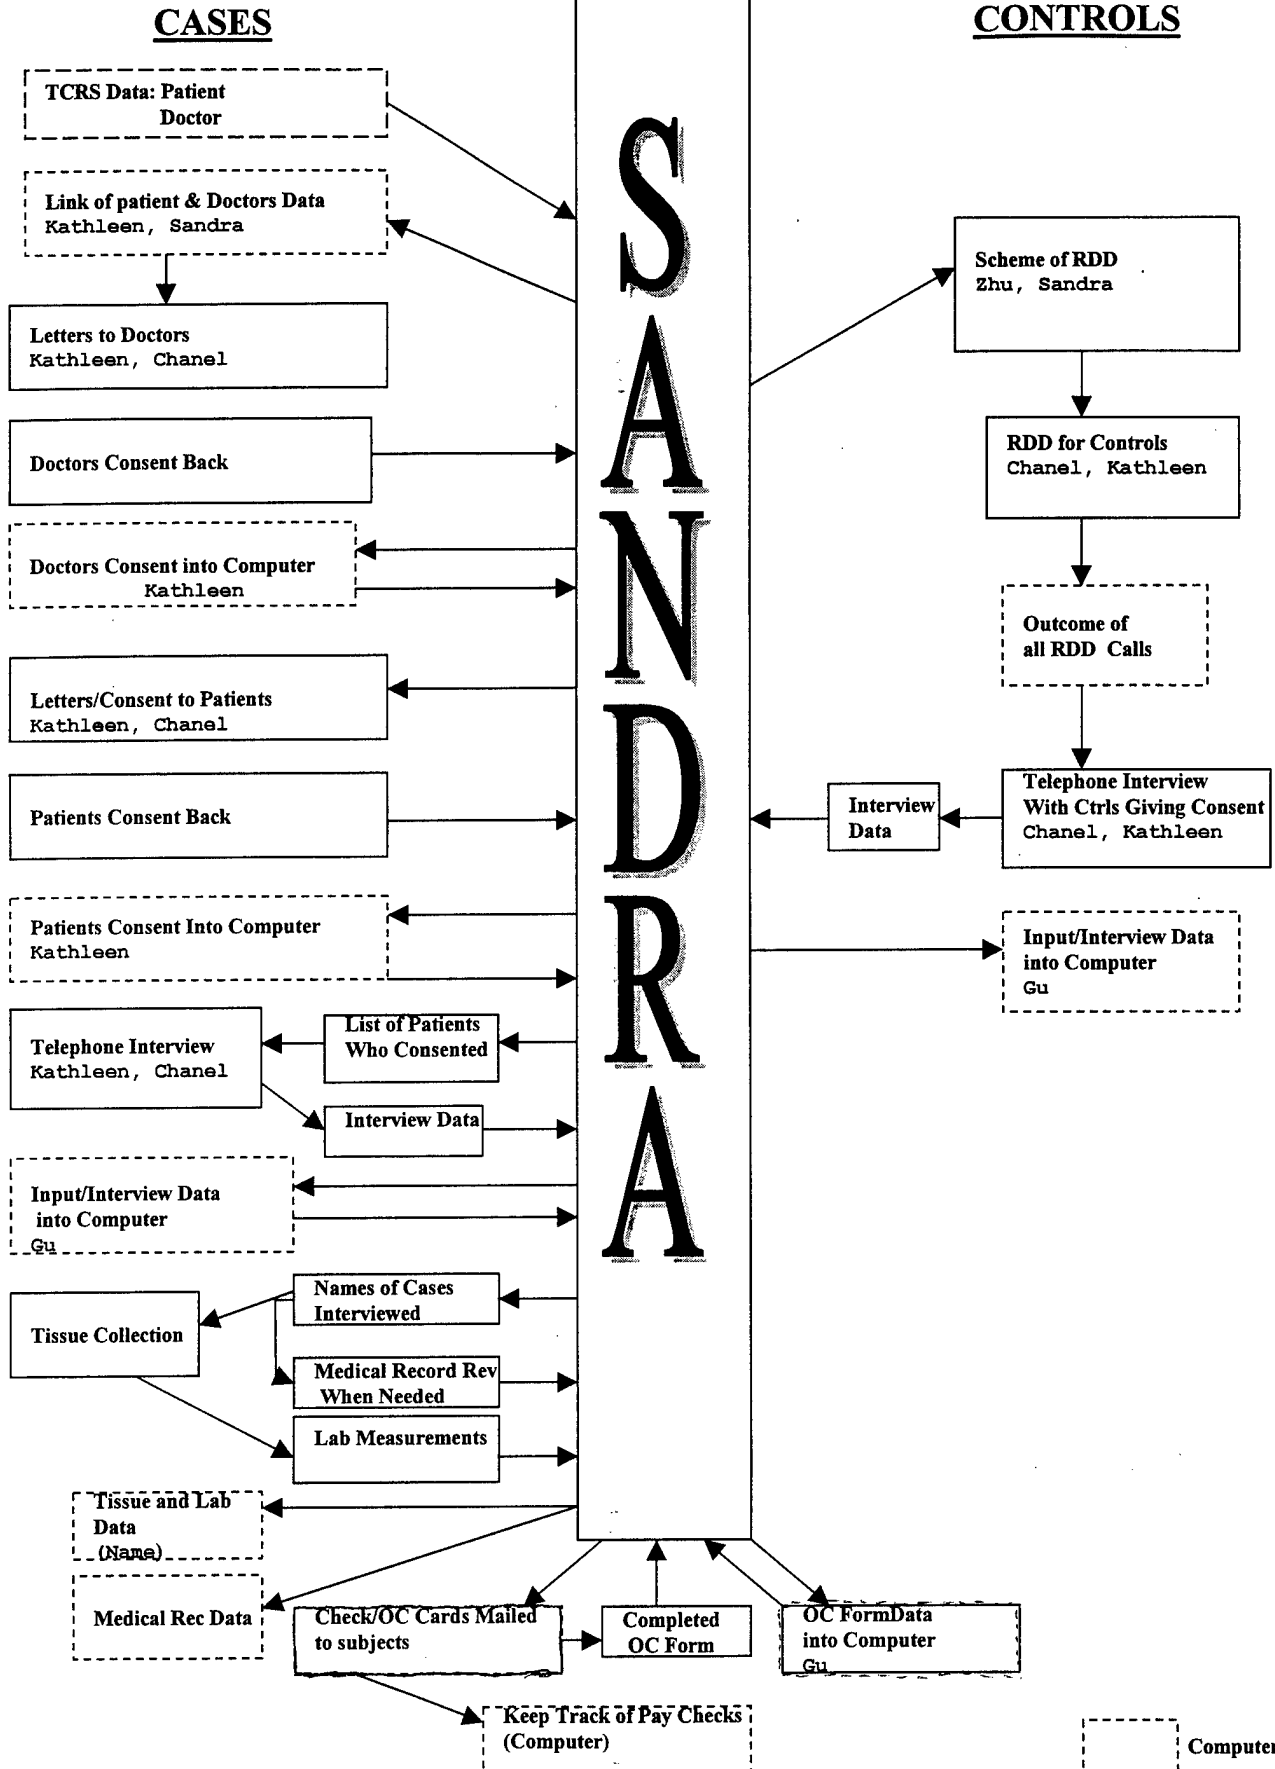 CASES
CONTROLS
TCRS Data: Patient
Doctor
Link of patient & Doctors Data
Kathleen, Sandra
Letters to Doctors
Kathleen, Chanel
Doctors Consent Back
Doctors Consent into Computer
Kathleen
Letters/Consent to Patients
Kathleen, Chanel
Patients Consent Back
Patients Consent Into Computer
Kathleen
List of Patients
Who Consented
Telephone Interview
Kathleen, Chanel
Interview Data
Input/Interview Data
into Computer
Gu
Names of Cases
Interviewed
Tissue Collection
Medical Record Rev
When Needed
Lab Measurements
Tissue and Lab
Data
(Name)
Medical Rec Data
S
A
N
D
R
A
Scheme of RDD
Zhu, Sandra
RDD for Controls
Chanel, Kathleen
Outcome of
all RDD Calls
Telephone Interview
With Ctrls Giving Consent
Chanel, Kathleen
Interview
Data
Input/Interview Data
into Computer
Gu
Check/OC Cards Mailed
to subjects
Completed
OC Form
OC FormData
into Computer
Gu
Keep Track of Pay Checks
(Computer)
Computer